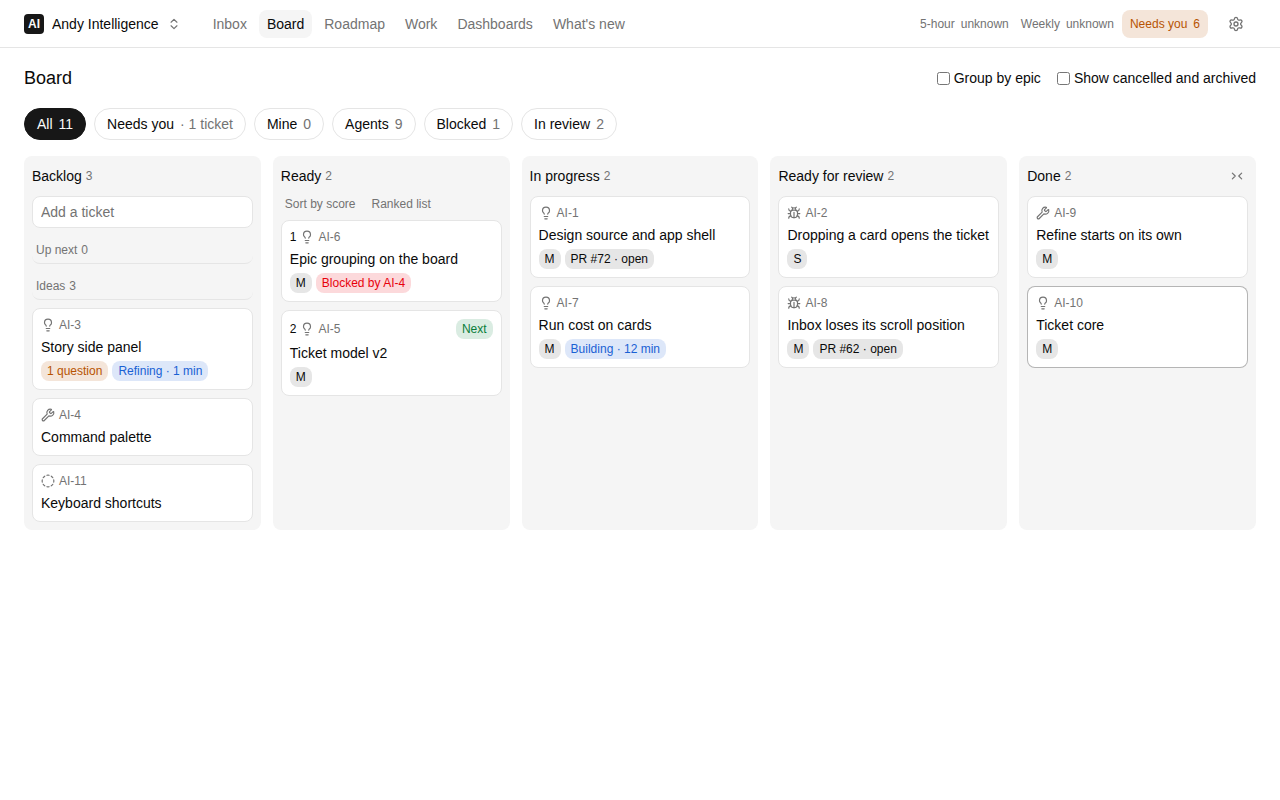 AI Andy Intelligence Inbox Board Roadmap Work Dashboards What's new 5-hour unknown Weekly unknown Needs you 6
Board Group by epic Show cancelled and archived
All 11 Needs you · 1 ticket Mine 0 Agents 9 Blocked 1 In review 2
Backlog 3
Add a ticket
Up next 0
Ideas 3
AI-3
Story side panel
1 question Refining · 1 min
AI-4
Command palette
AI-11
Keyboard shortcuts
Ready 2
Sort by score Ranked list
1 AI-6
Epic grouping on the board
M Blocked by AI-4
2 AI-5 Next
Ticket model v2
M
In progress 2
AI-1
Design source and app shell
M PR #72 · open
AI-7
Run cost on cards
M Building · 12 min
Ready for review 2
AI-2
Dropping a card opens the ticket
S
AI-8
Inbox loses its scroll position
M PR #62 · open
Done 2
AI-9
Refine starts on its own
M
AI-10
Ticket core
M